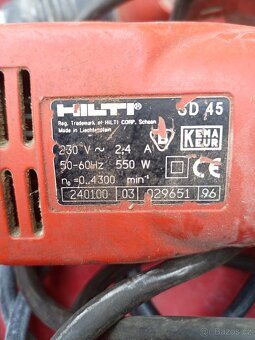 HILTI SD 45
Reg. Trademark of HILTI CORP. Schaan
Made in Liechtenstein
KEMA
KEUR
230 V ~ 2,4 A
50-60Hz 550 W
CE
n₀=0..4300 min⁻¹
240100 03 029651 96